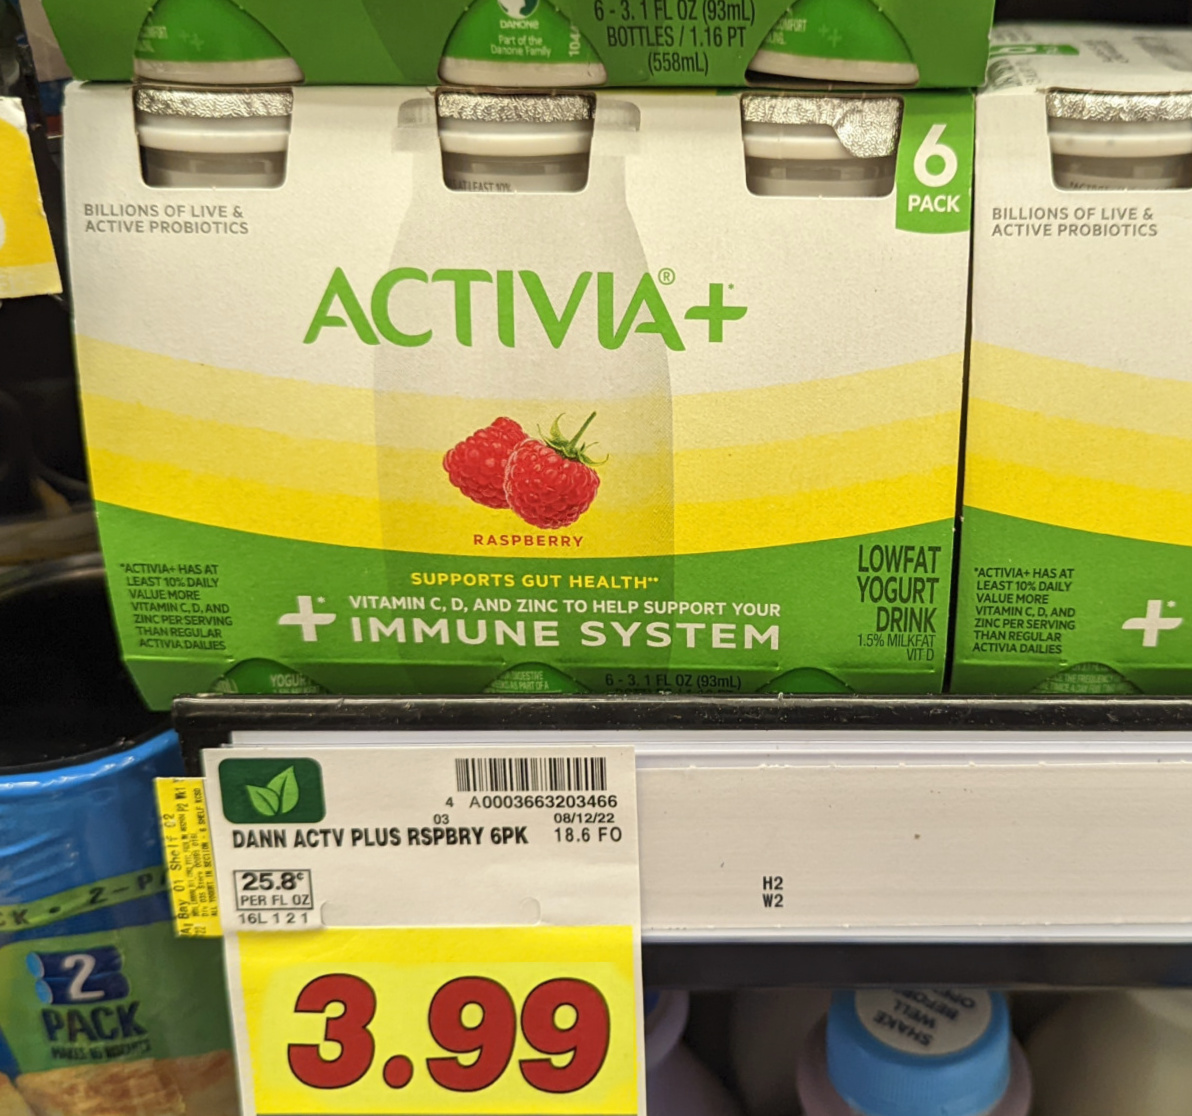 DANONE
Part of the
Danone Family
6 - 3.1 FL OZ (93mL)
BOTTLES / 1.16 PT
(558mL)
6
PACK
BILLIONS OF LIVE &
ACTIVE PROBIOTICS
ACTIVIA®+
RASPBERRY
SUPPORTS GUT HEALTH**
+ VITAMIN C, D, AND ZINC TO HELP SUPPORT YOUR
IMMUNE SYSTEM
*ACTIVIA+ HAS AT
LEAST 10% DAILY
VALUE MORE
VITAMIN C, D, AND
ZINC PER SERVING
THAN REGULAR
ACTIVIA DAILIES
LOWFAT
YOGURT
DRINK
1.5% MILKFAT
VIT D
6 - 3.1 FL OZ (93mL)
BILLIONS OF LIVE &
ACTIVE PROBIOTICS
*ACTIVIA+ HAS AT
LEAST 10% DAILY
VALUE MORE
VITAMIN C, D, AND
ZINC PER SERVING
THAN REGULAR
ACTIVIA DAILIES
4 A0003663203466
03 08/12/22
DANN ACTV PLUS RSPBRY 6PK 18.6 FO
25.8¢
PER FL OZ
16L 1 2 1
3.99
H2
W2
2
PACK
SHAKE
WELL